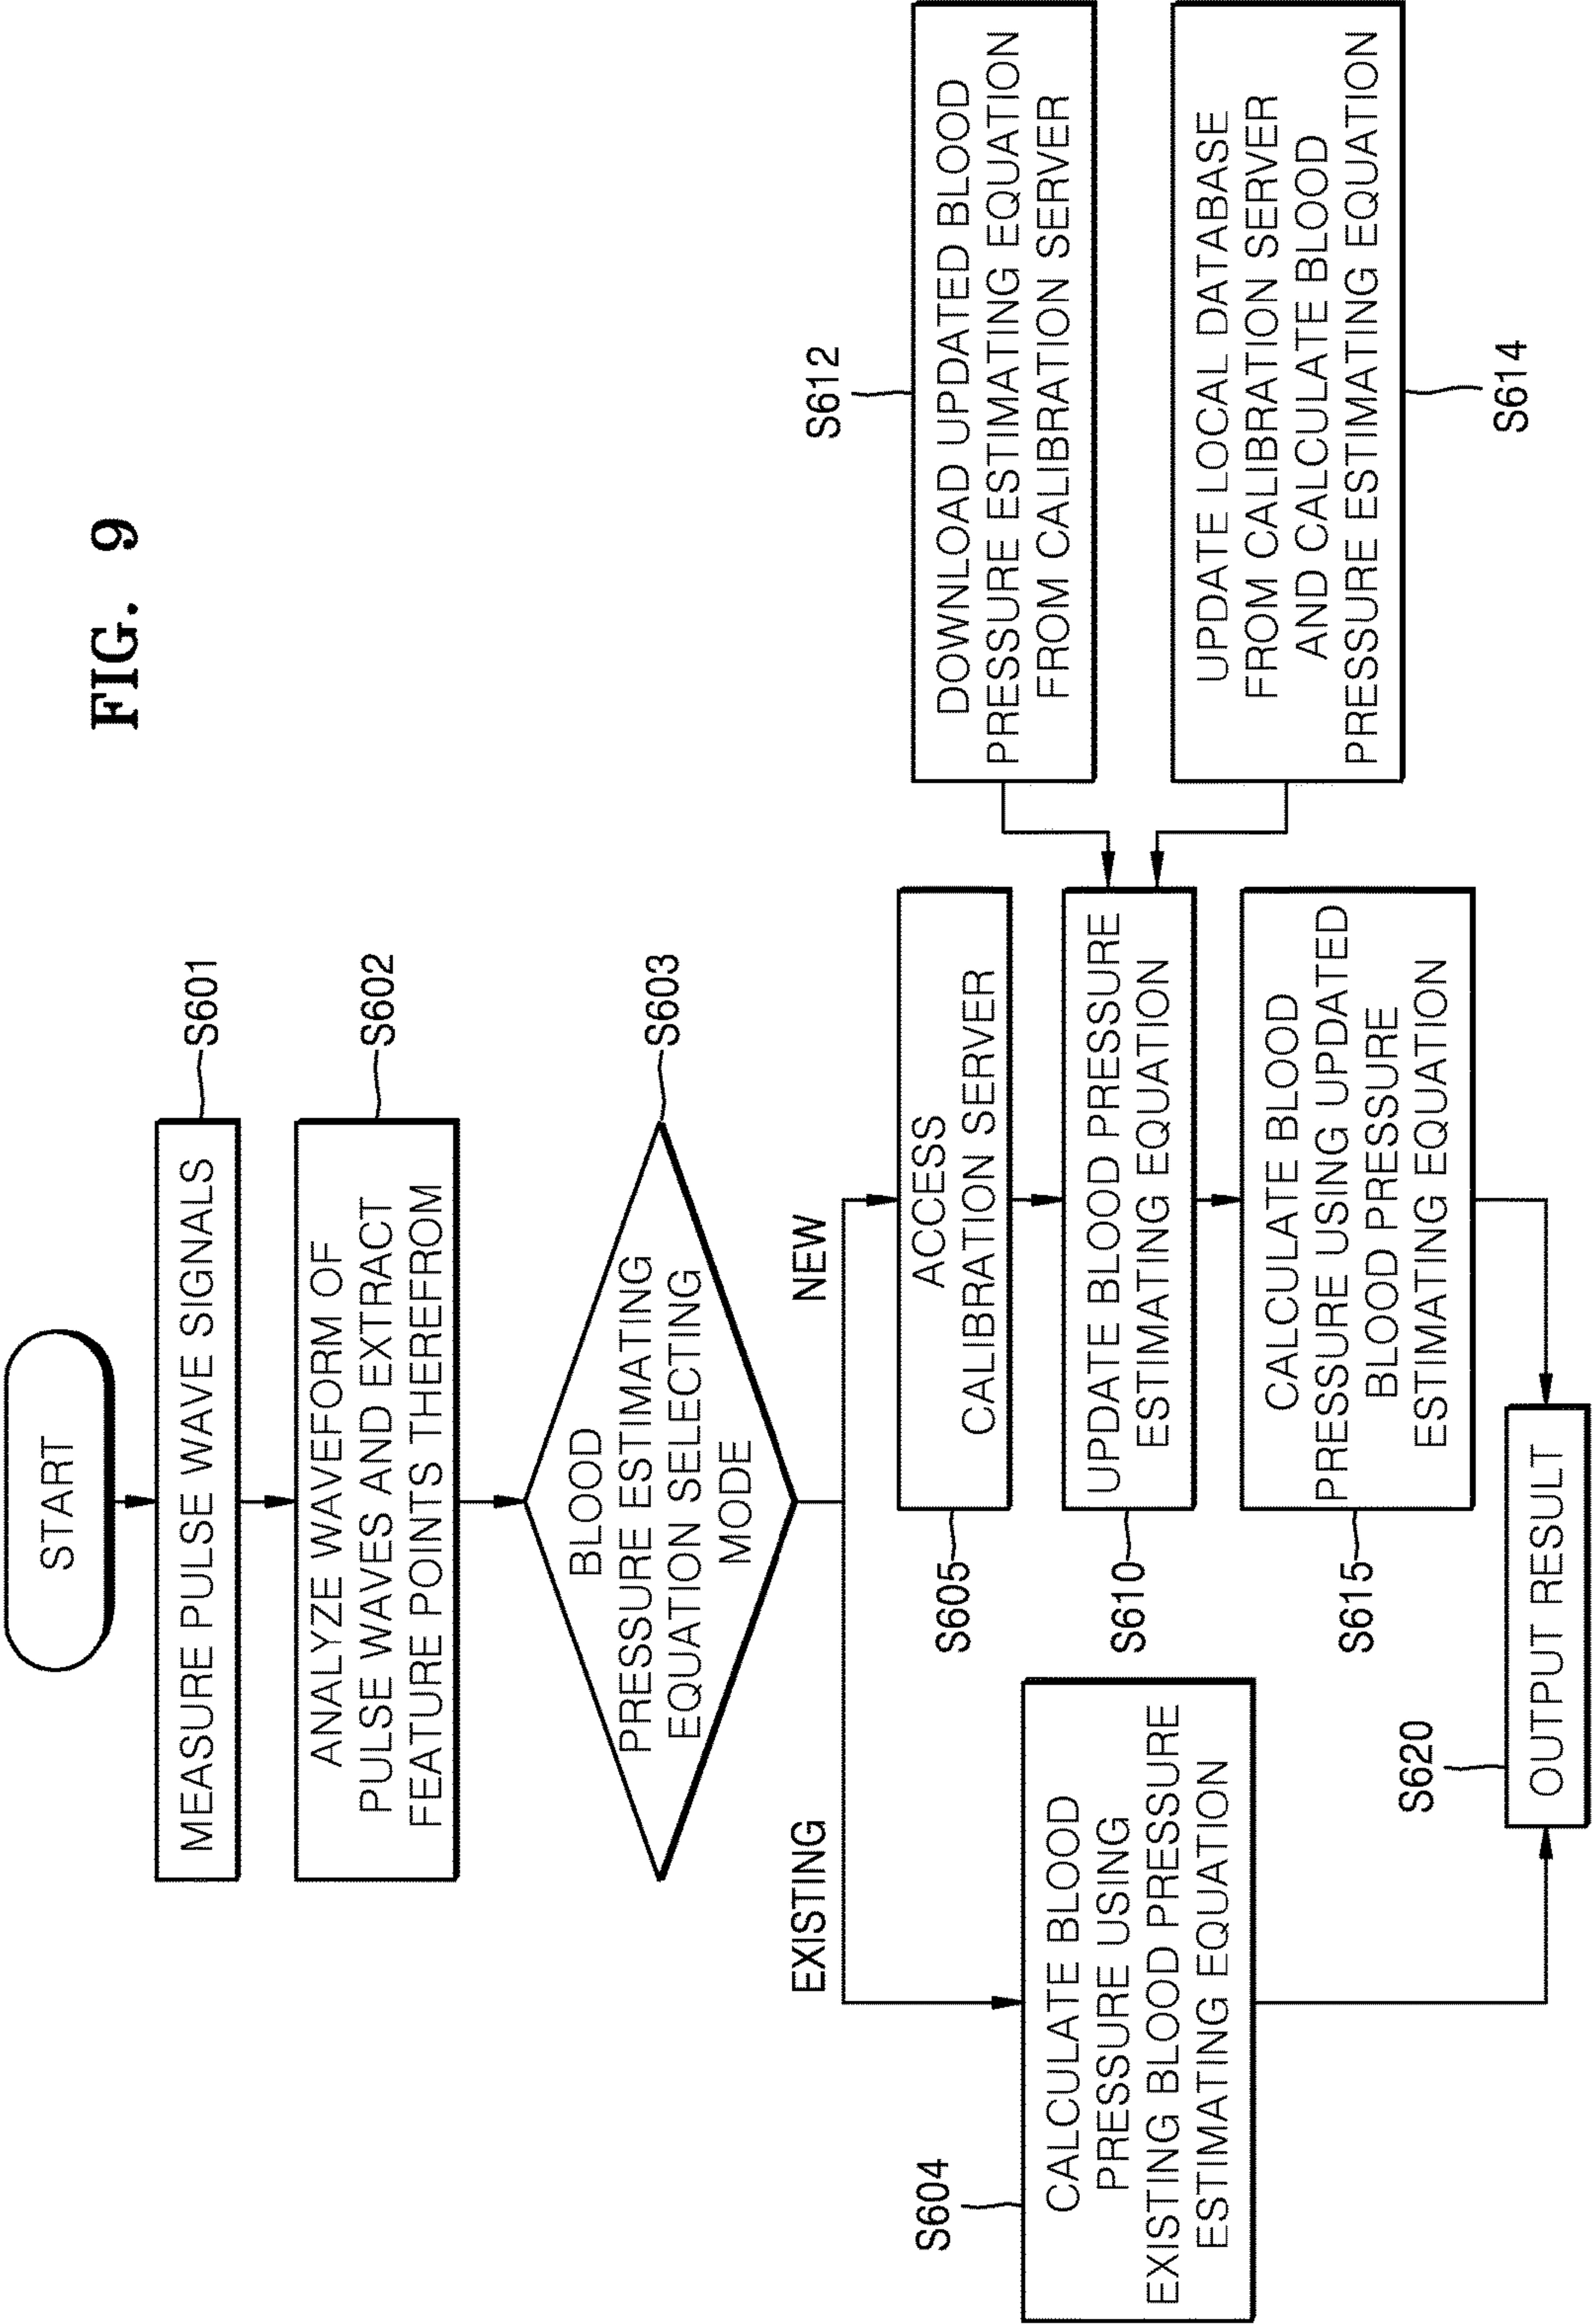 FIG. 9
START
MEASURE PULSE WAVE SIGNALS
S601
ANALYZE WAVEFORM OF
PULSE WAVES AND EXTRACT
FEATURE POINTS THEREFROM
S602
BLOOD
PRESSURE ESTIMATING
EQUATION SELECTING
MODE
S603
EXISTING
NEW
S604
CALCULATE BLOOD
PRESSURE USING
EXISTING BLOOD PRESSURE
ESTIMATING EQUATION
S605
ACCESS
CALIBRATION SERVER
S610
UPDATE BLOOD PRESSURE
ESTIMATING EQUATION
S612
DOWNLOAD UPDATED BLOOD
PRESSURE ESTIMATING EQUATION
FROM CALIBRATION SERVER
UPDATE LOCAL DATABASE
FROM CALIBRATION SERVER
AND CALCULATE BLOOD
PRESSURE ESTIMATING EQUATION
S614
S615
CALCULATE BLOOD
PRESSURE USING UPDATED
BLOOD PRESSURE
ESTIMATING EQUATION
S620
OUTPUT RESULT